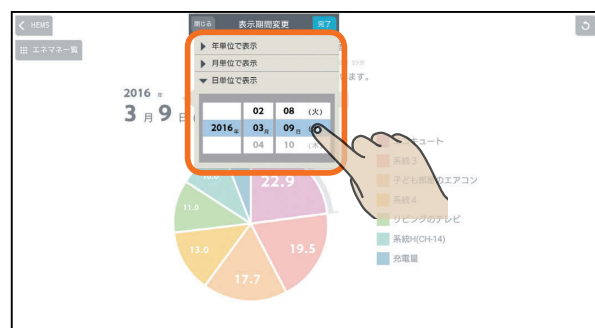 HEMS
閉じる 表示期間変更 完了
エネマネ一覧
年単位で表示
月単位で表示
日単位で表示
ます。
2016 年
3 月 9 日
02 08 (火)
2016年 03月 09日
04 10 (木)
キュート
系統3
子ども部屋のエアコン
系統4
リビングのテレビ
系統H(CH-14)
充電量
22.9
19.5
17.7
13.0
11.0
10.0